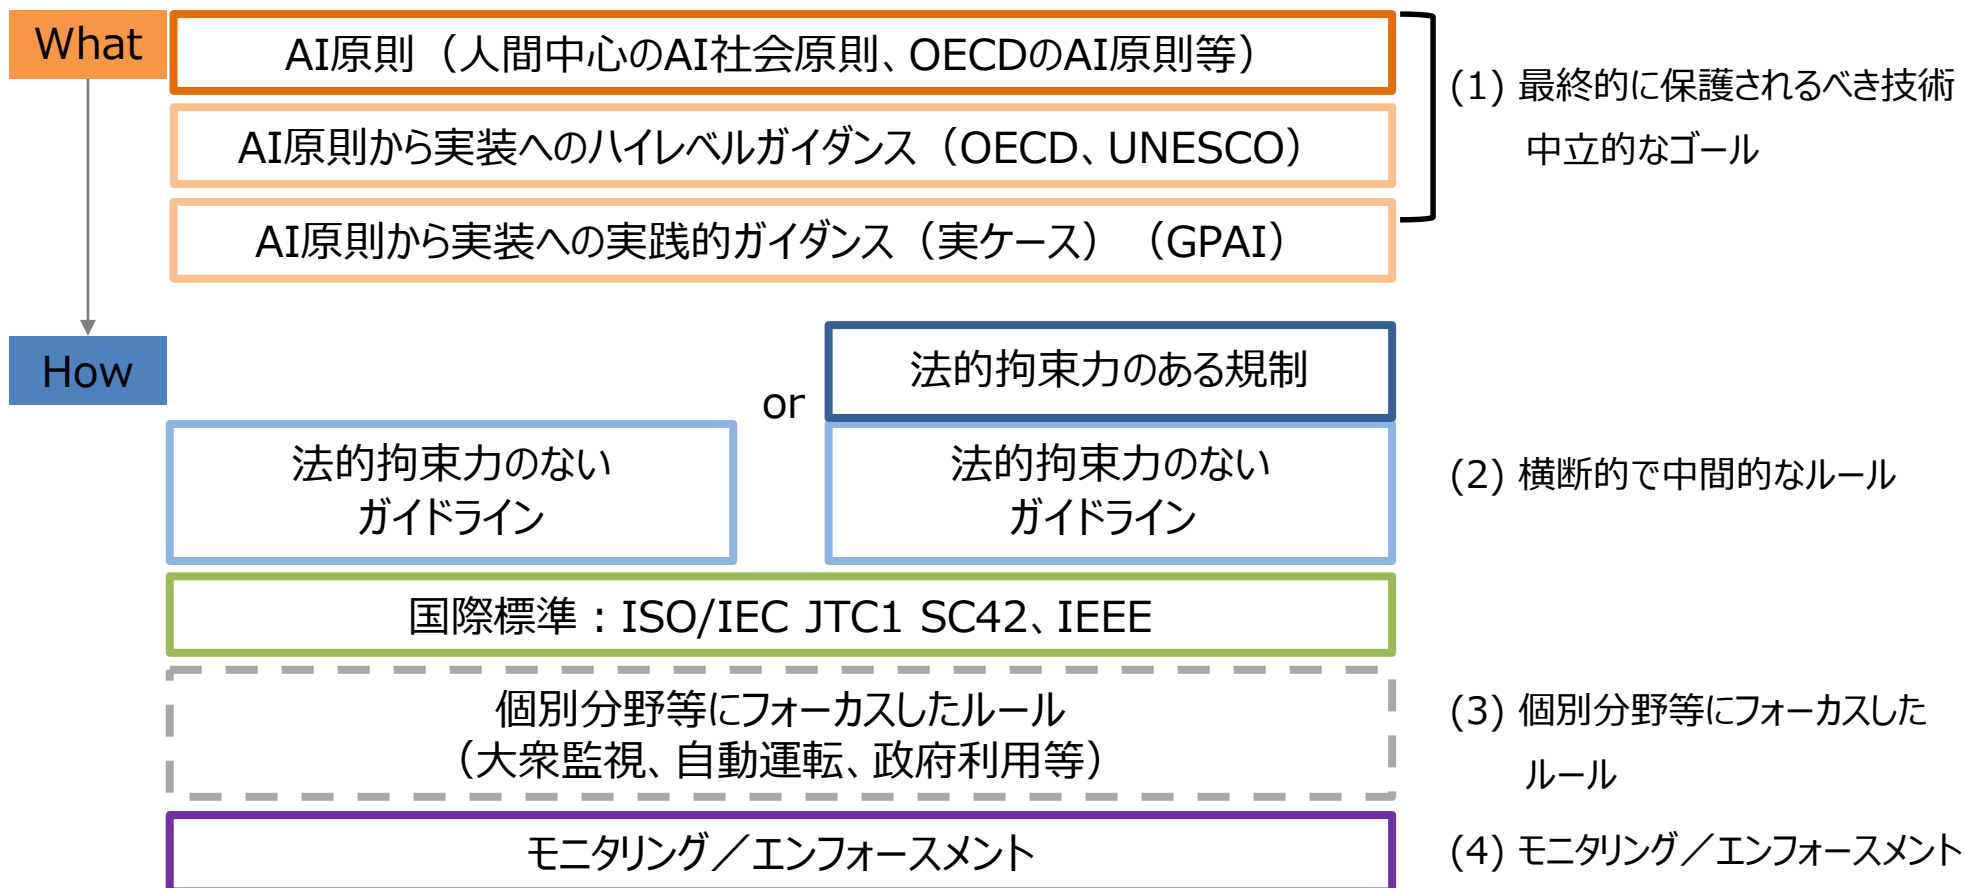 What
AI原則（人間中心のAI社会原則、OECDのAI原則等）
AI原則から実装へのハイレベルガイダンス（OECD、UNESCO）
AI原則から実装への実践的ガイダンス（実ケース）（GPAI）
(1) 最終的に保護されるべき技術
中立的なゴール
How
or
法的拘束力のある規制
法的拘束力のない
ガイドライン
法的拘束力のない
ガイドライン
(2) 横断的で中間的なルール
国際標準：ISO/IEC JTC1 SC42、IEEE
個別分野等にフォーカスしたルール
（大衆監視、自動運転、政府利用等）
(3) 個別分野等にフォーカスした
ルール
モニタリング／エンフォースメント
(4) モニタリング／エンフォースメント